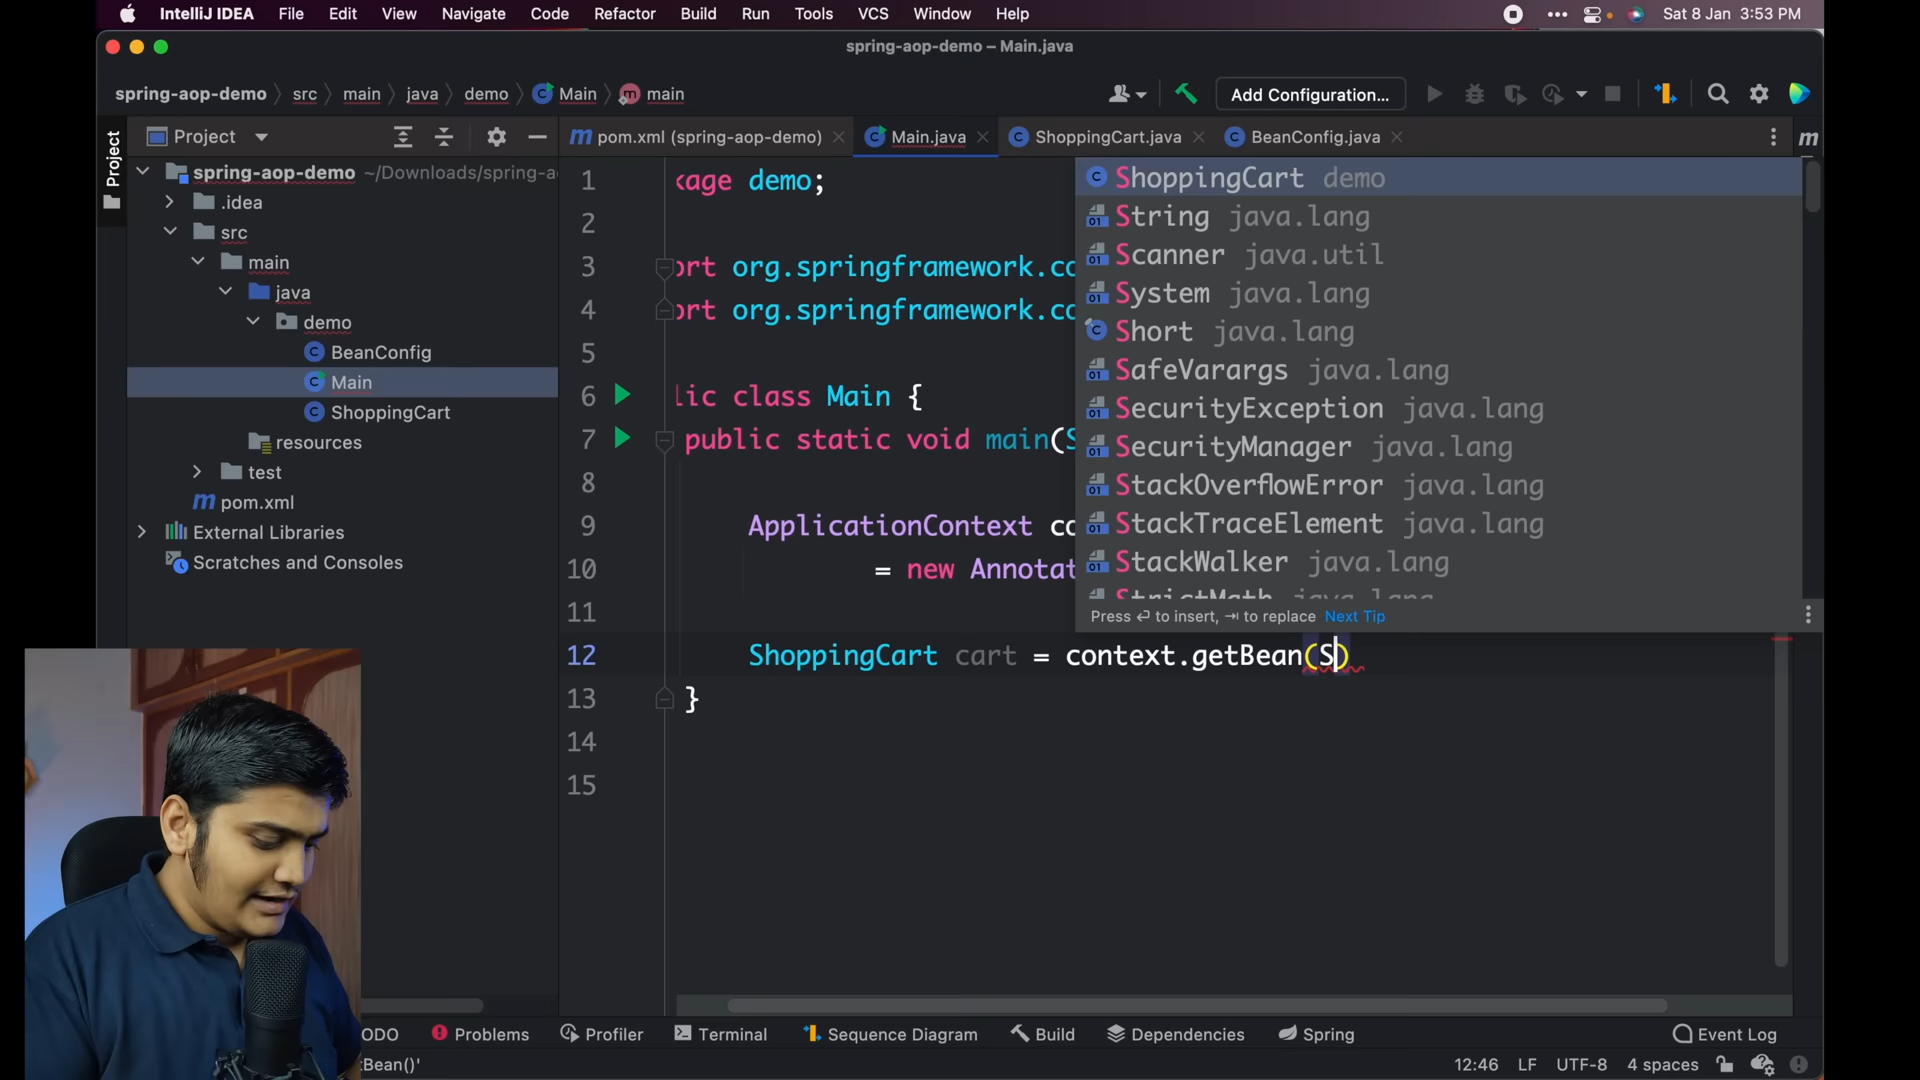 IntelliJ IDEA File Edit View Navigate Code Refactor Build Run Tools VCS Window Help Sat 8 Jan 3:53 PM
spring-aop-demo – Main.java
spring-aop-demo src main java demo Main main Add Configuration...
Project
Project
pom.xml (spring-aop-demo) Main.java ShoppingCart.java BeanConfig.java
spring-aop-demo ~/Downloads/spring-a
.idea
src
main
java
demo
BeanConfig
Main
ShoppingCart
resources
test
pom.xml
External Libraries
Scratches and Consoles
1 kage demo;
2
3 ort org.springframework.co
4 ort org.springframework.co
5
6 lic class Main {
7 public static void main(S
8
9 ApplicationContext co
10 = new Annotat
11
12 ShoppingCart cart = context.getBean(S)
13 }
14
15
ShoppingCart demo
String java.lang
Scanner java.util
System java.lang
Short java.lang
SafeVarargs java.lang
SecurityException java.lang
SecurityManager java.lang
StackOverflowError java.lang
StackTraceElement java.lang
StackWalker java.lang
StrictMath java.lang
Press ↩ to insert, ⇥ to replace Next Tip
ODO Problems Profiler Terminal Sequence Diagram Build Dependencies Spring Event Log
Bean()' 12:46 LF UTF-8 4 spaces